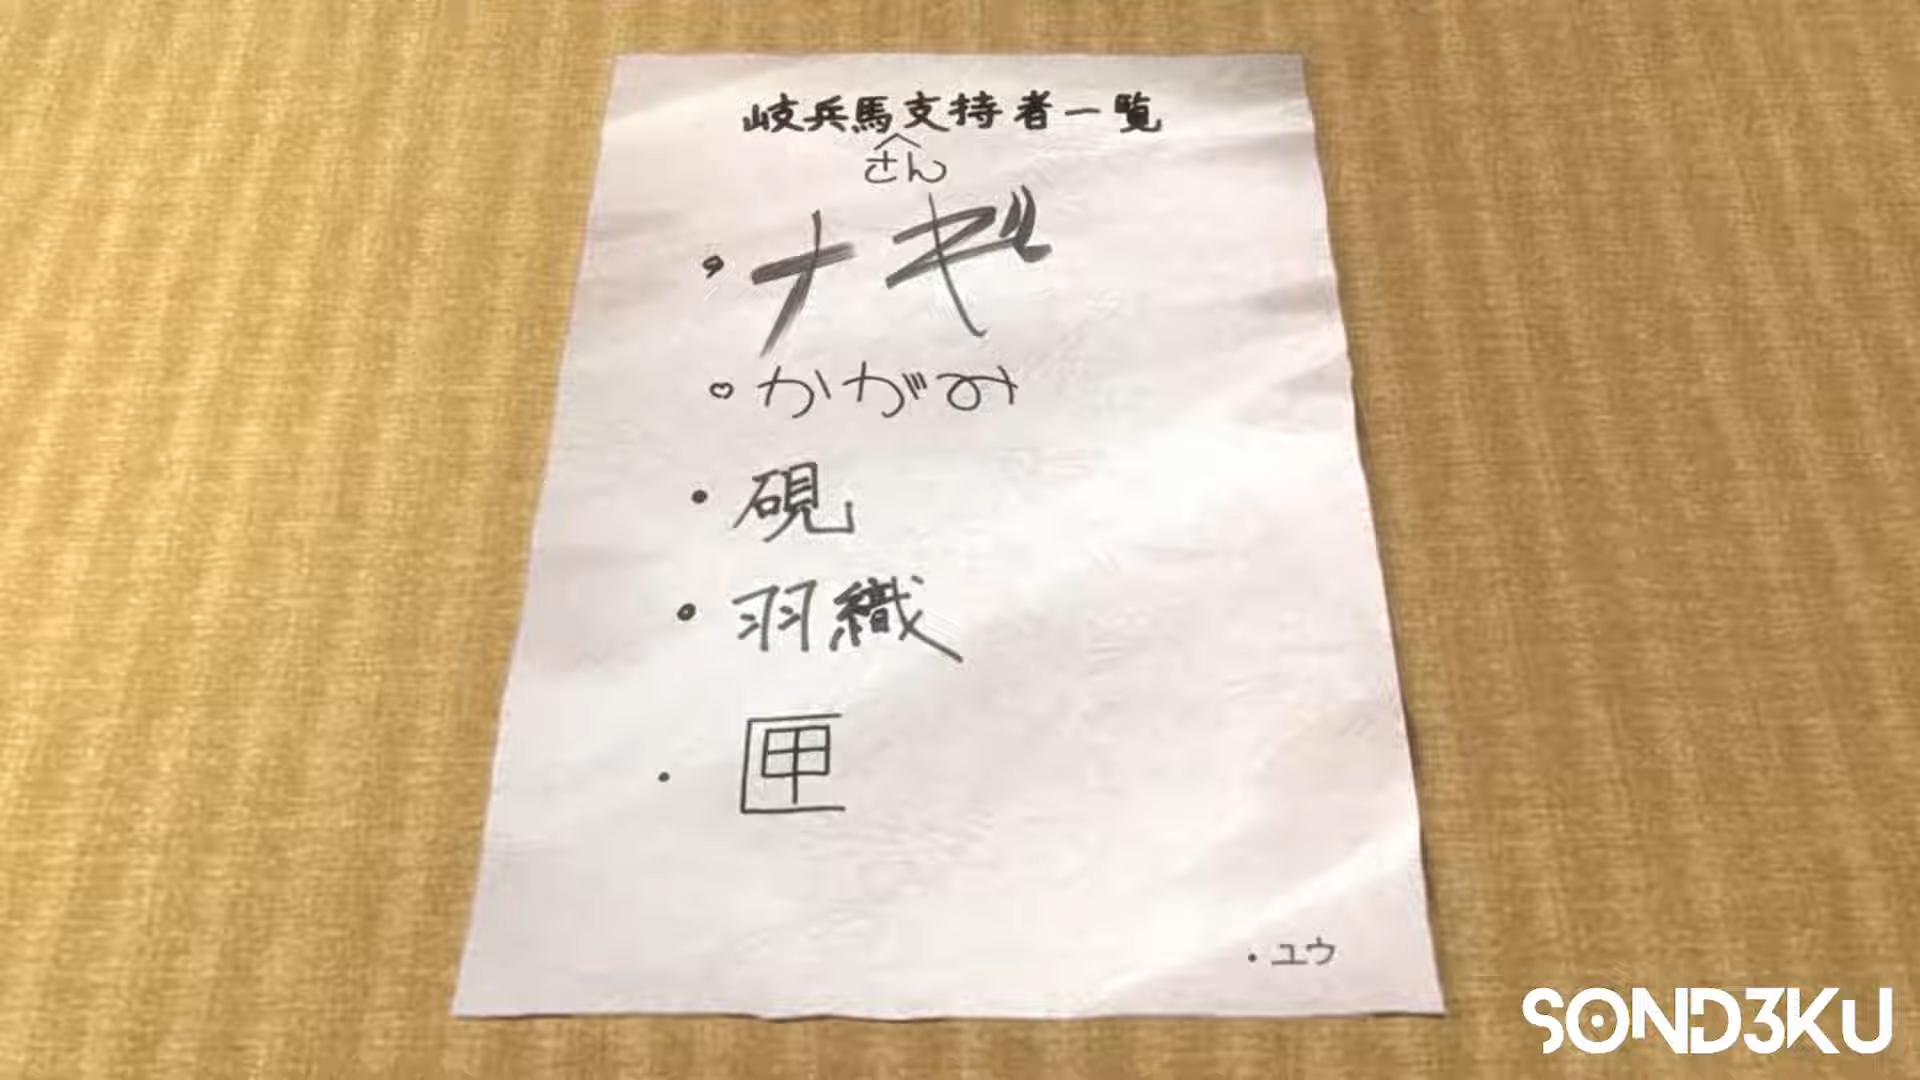 岐兵馬支持者一覧
さん
・ナギ
♡かがみ
・硯
・羽織
・匣
・ユウ
SOND3KU